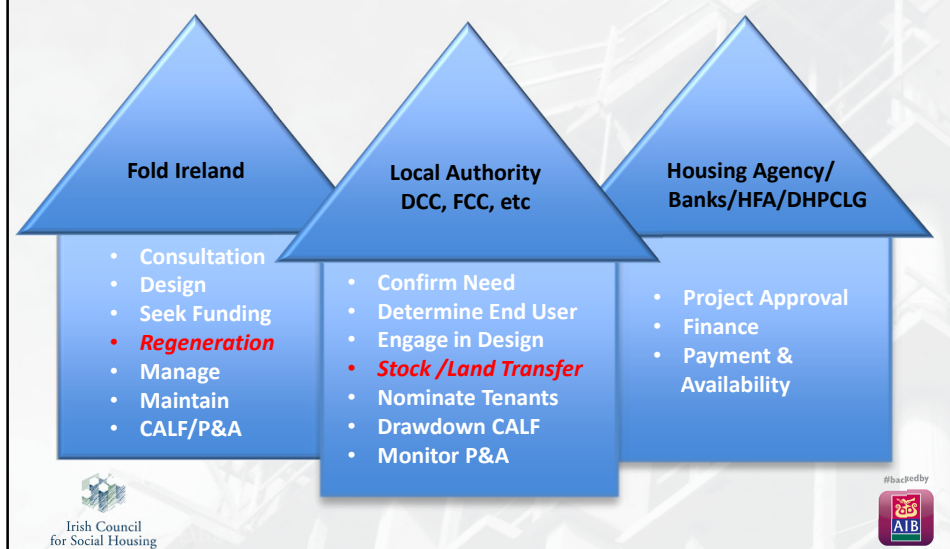 Fold Ireland
• Consultation
• Design
• Seek Funding
• Regeneration
• Manage
• Maintain
• CALF/P&A
Local Authority
DCC, FCC, etc
• Confirm Need
• Determine End User
• Engage in Design
• Stock /Land Transfer
• Nominate Tenants
• Drawdown CALF
• Monitor P&A
Housing Agency/
Banks/HFA/DHPCLG
• Project Approval
• Finance
• Payment &
Availability
Irish Council
for Social Housing
#backedby
AIB